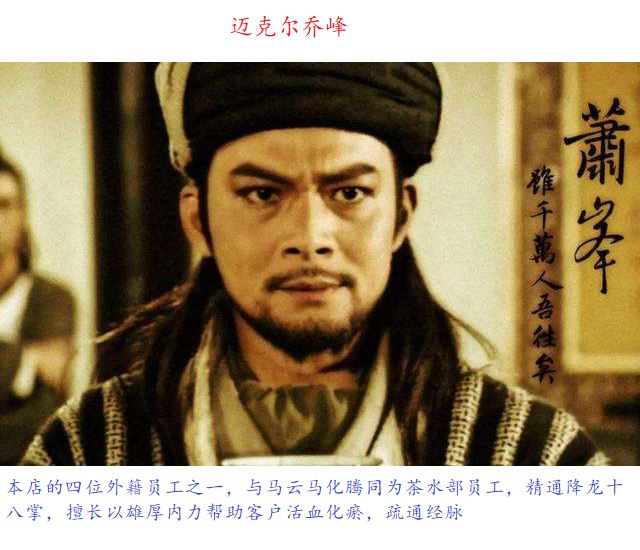 迈克尔乔峰
蕭峯
雖千萬人吾往矣
本店的四位外籍员工之一，与马云马化腾同为茶水部员工，精通降龙十
八掌，擅长以雄厚内力帮助客户活血化瘀，疏通经脉